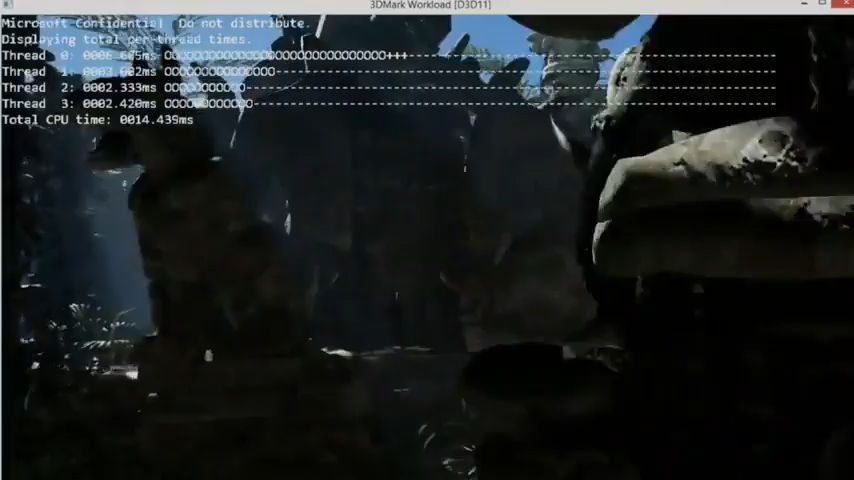 3DMark Workload [D3D11]
Microsoft Confidential. Do not distribute.
Displaying total per-thread times.
Thread 0:
Thread 1:
Thread 2: 0002.333ms
Thread 3: 0002.420ms
Total CPU time: 0014.439ms